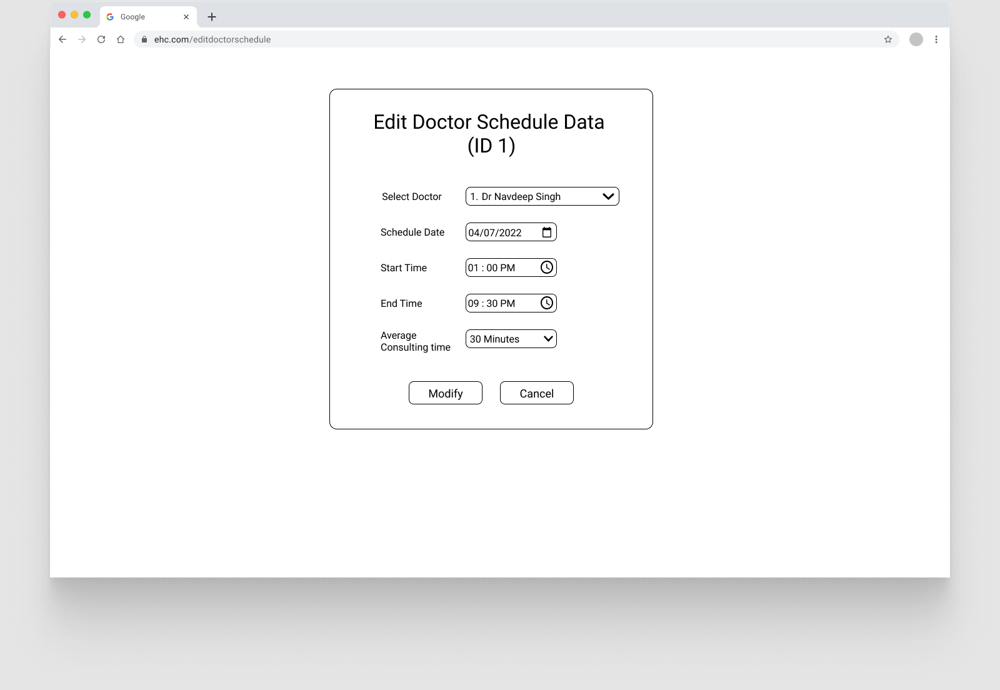 Google
ehc.com/editdoctorschedule
Edit Doctor Schedule Data
(ID 1)
Select Doctor
1. Dr Navdeep Singh
Schedule Date
04/07/2022
Start Time
01 : 00 PM
End Time
09 : 30 PM
Average
Consulting time
30 Minutes
Modify
Cancel